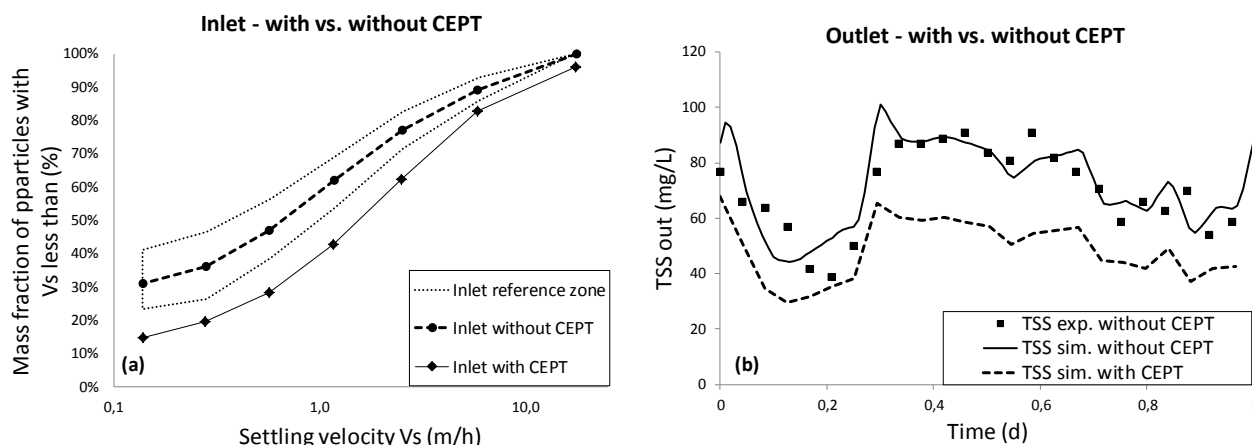 Inlet - with vs. without CEPT
Mass fraction of pparticles with
Vs less than (%)
100%
90%
80%
70%
60%
50%
40%
30%
20%
10%
0%
(a)
Inlet reference zone
Inlet without CEPT
Inlet with CEPT
0,1
1,0
10,0
Settling velocity Vs (m/h)
Outlet - with vs. without CEPT
TSS out (mg/L)
120
100
80
60
40
20
0
(b)
TSS exp. without CEPT
TSS sim. without CEPT
TSS sim. with CEPT
0
0,2
0,4
0,6
0,8
Time (d)